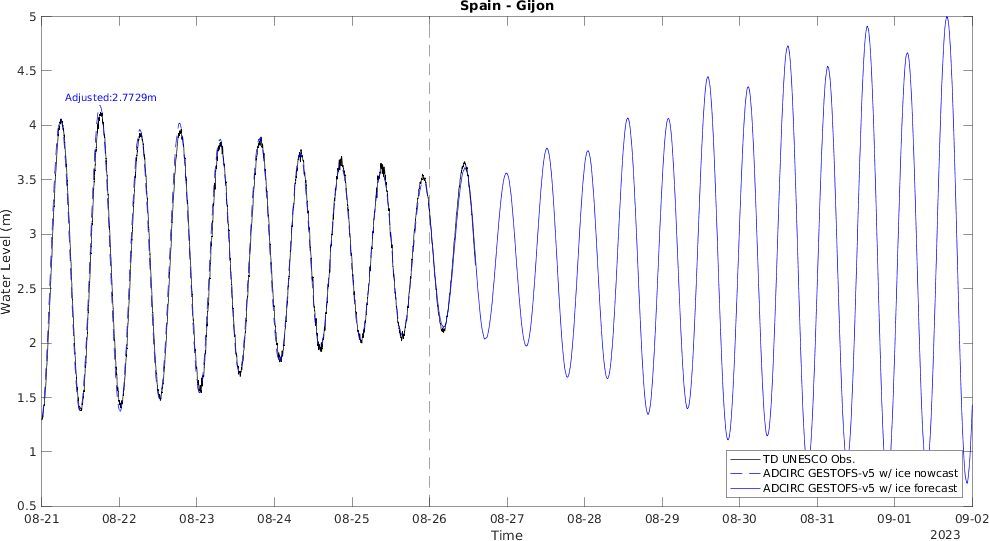 Spain - Gijon
Adjusted:2.7729m
Water Level (m)
5
4.5
4
3.5
3
2.5
2
1.5
1
0.5
TD UNESCO Obs.
ADCIRC GESTOFS-v5 w/ ice nowcast
ADCIRC GESTOFS-v5 w/ ice forecast
08-21 08-22 08-23 08-24 08-25 08-26 08-27 08-28 08-29 08-30 08-31 09-01 09-02
Time
2023